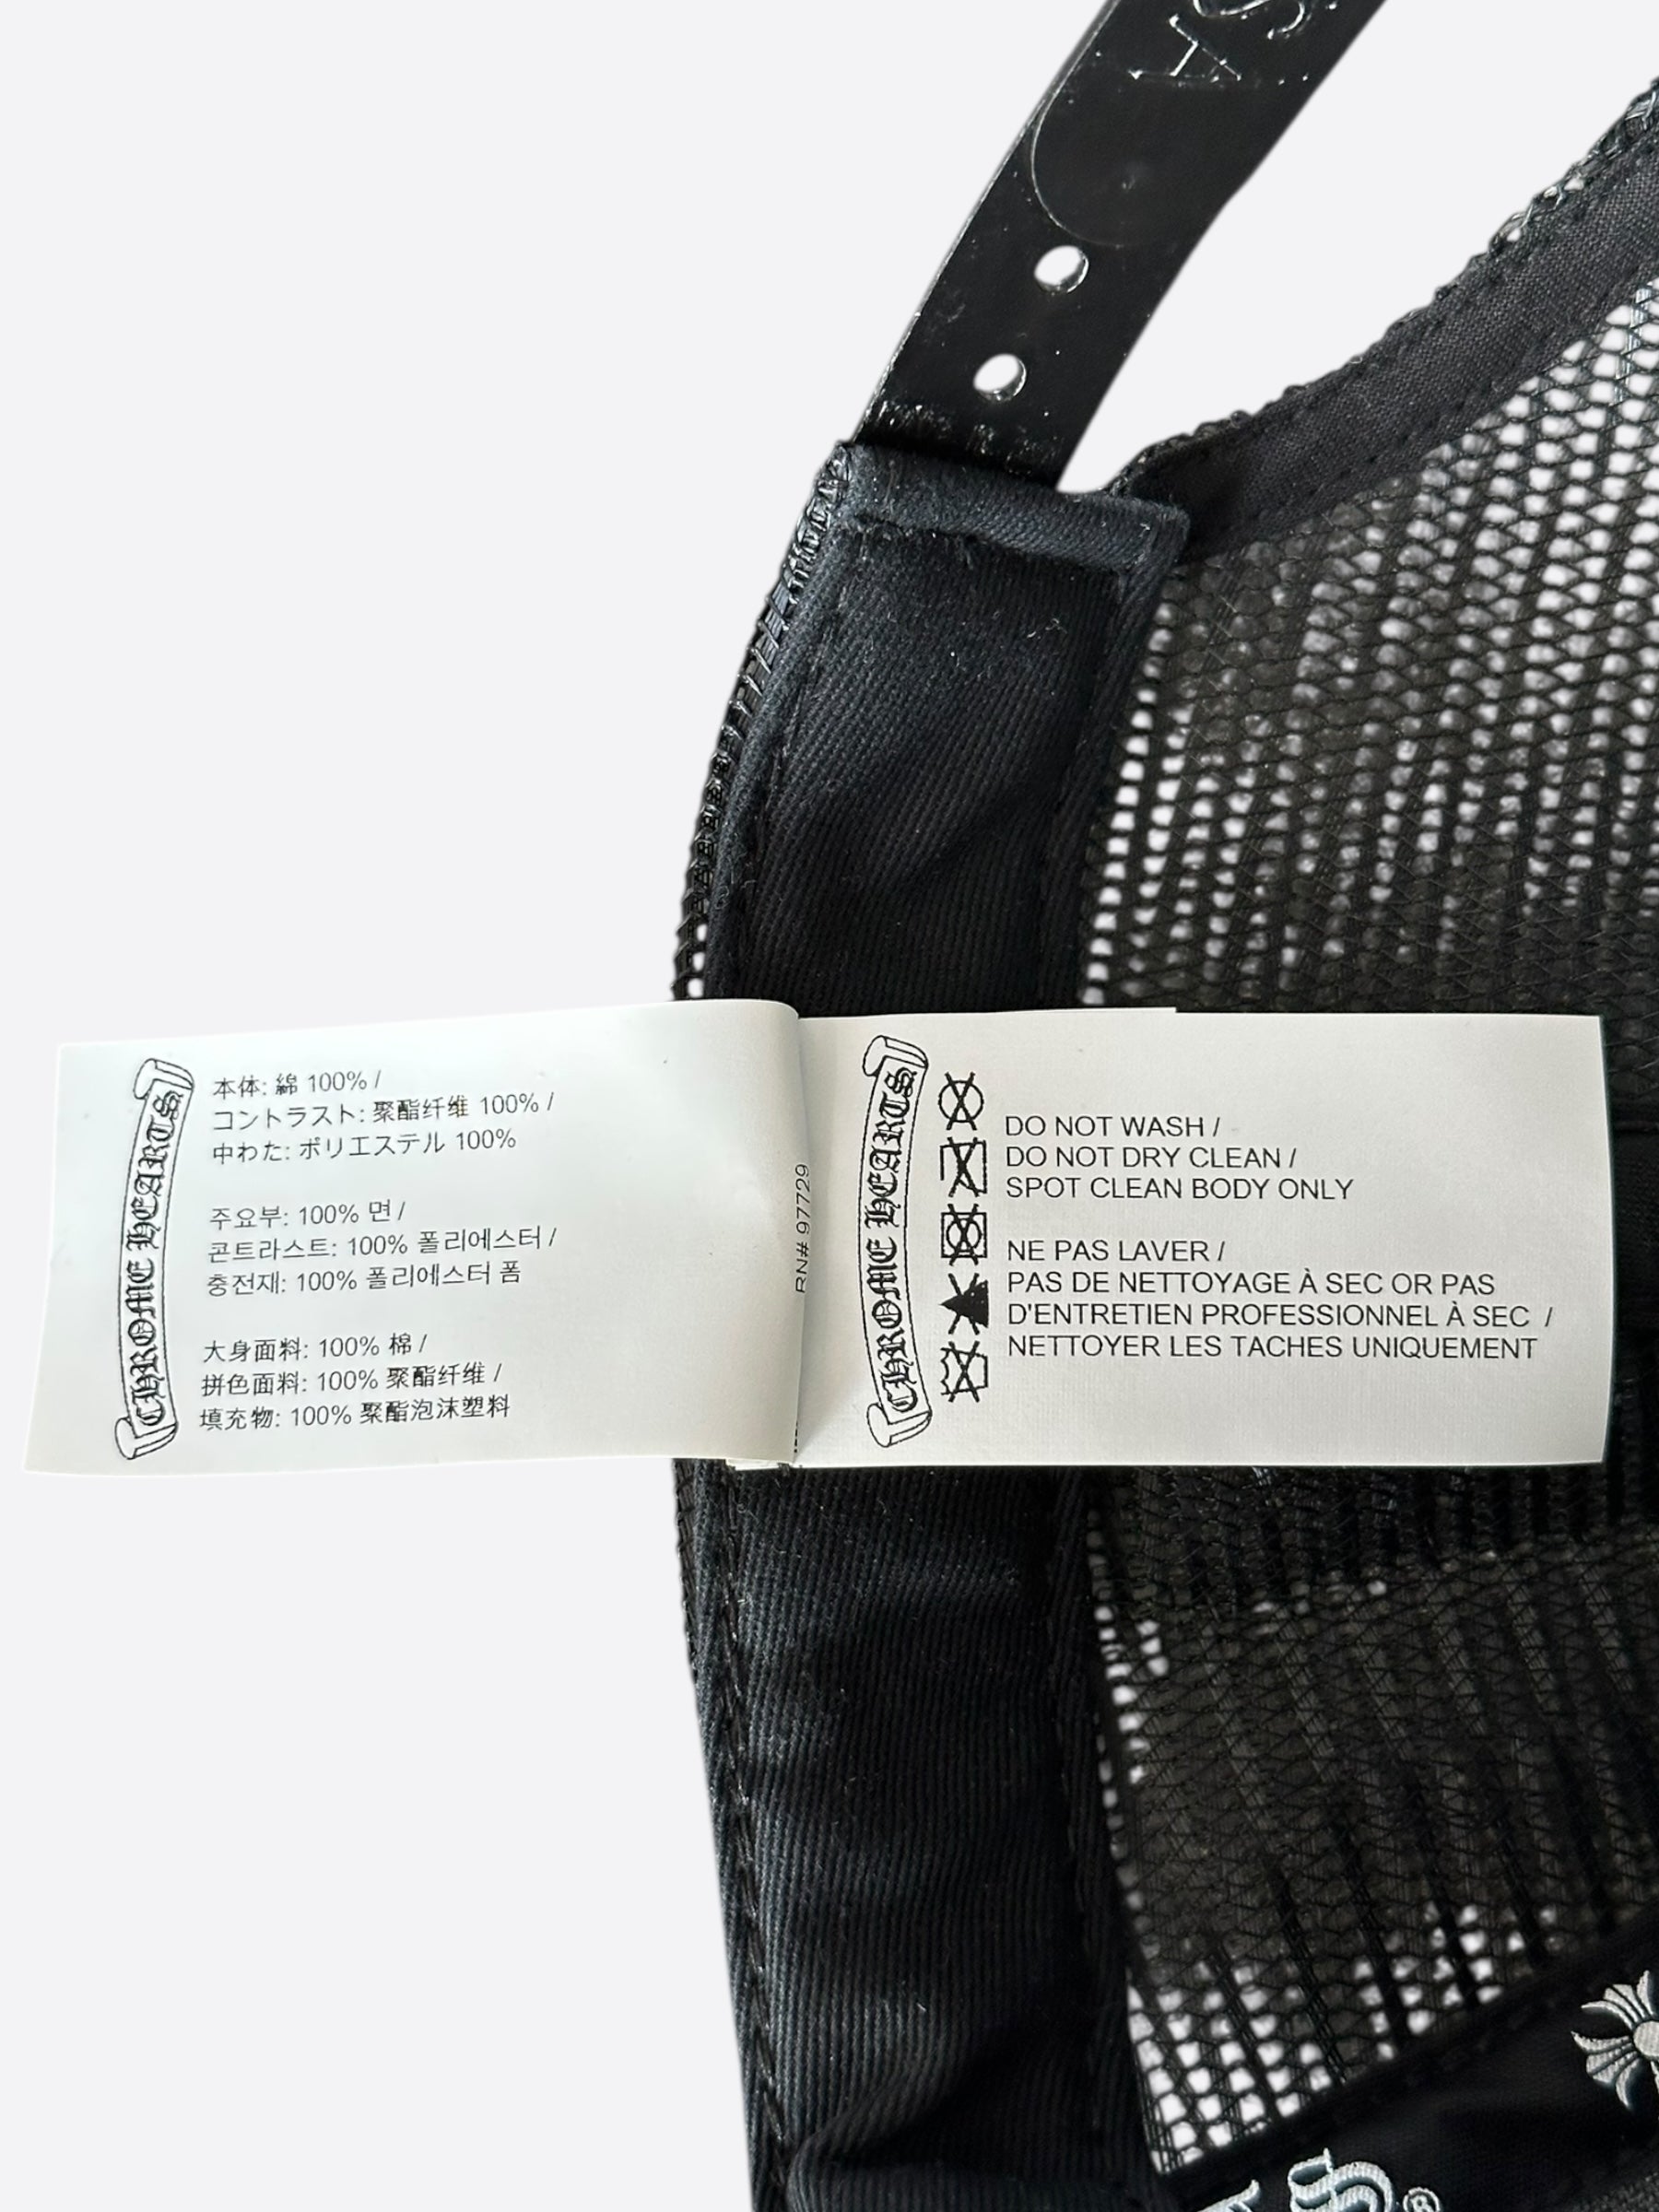 SA
CHROME HEARTS
本体: 綿 100% /
コントラスト: 聚酯纤维 100% /
中わた: ポリエステル 100%
주요부: 100% 면 /
콘트라스트: 100% 폴리에스터 /
충전재: 100% 폴리에스터 폼
大身面料: 100% 棉 /
拼色面料: 100% 聚酯纤维 /
填充物: 100% 聚酯泡沫塑料
RN# 97729
CHROME HEARTS
DO NOT WASH /
DO NOT DRY CLEAN /
SPOT CLEAN BODY ONLY
NE PAS LAVER /
PAS DE NETTOYAGE À SEC OR PAS
D'ENTRETIEN PROFESSIONNEL À SEC /
NETTOYER LES TACHES UNIQUEMENT
S®